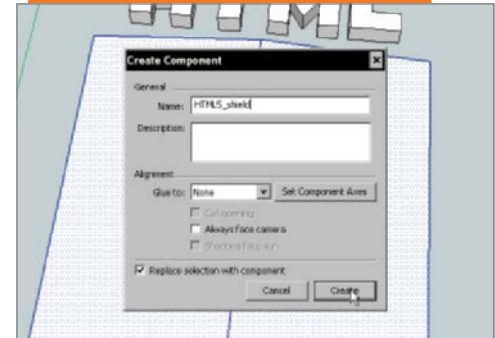 HTML
Create Component
General
Name: HTML5_shield
Description:
Alignment
Glue to: None Set Component Axes
Cut opening
Always face camera
Shadows face sun
Replace selection with component
Cancel Create